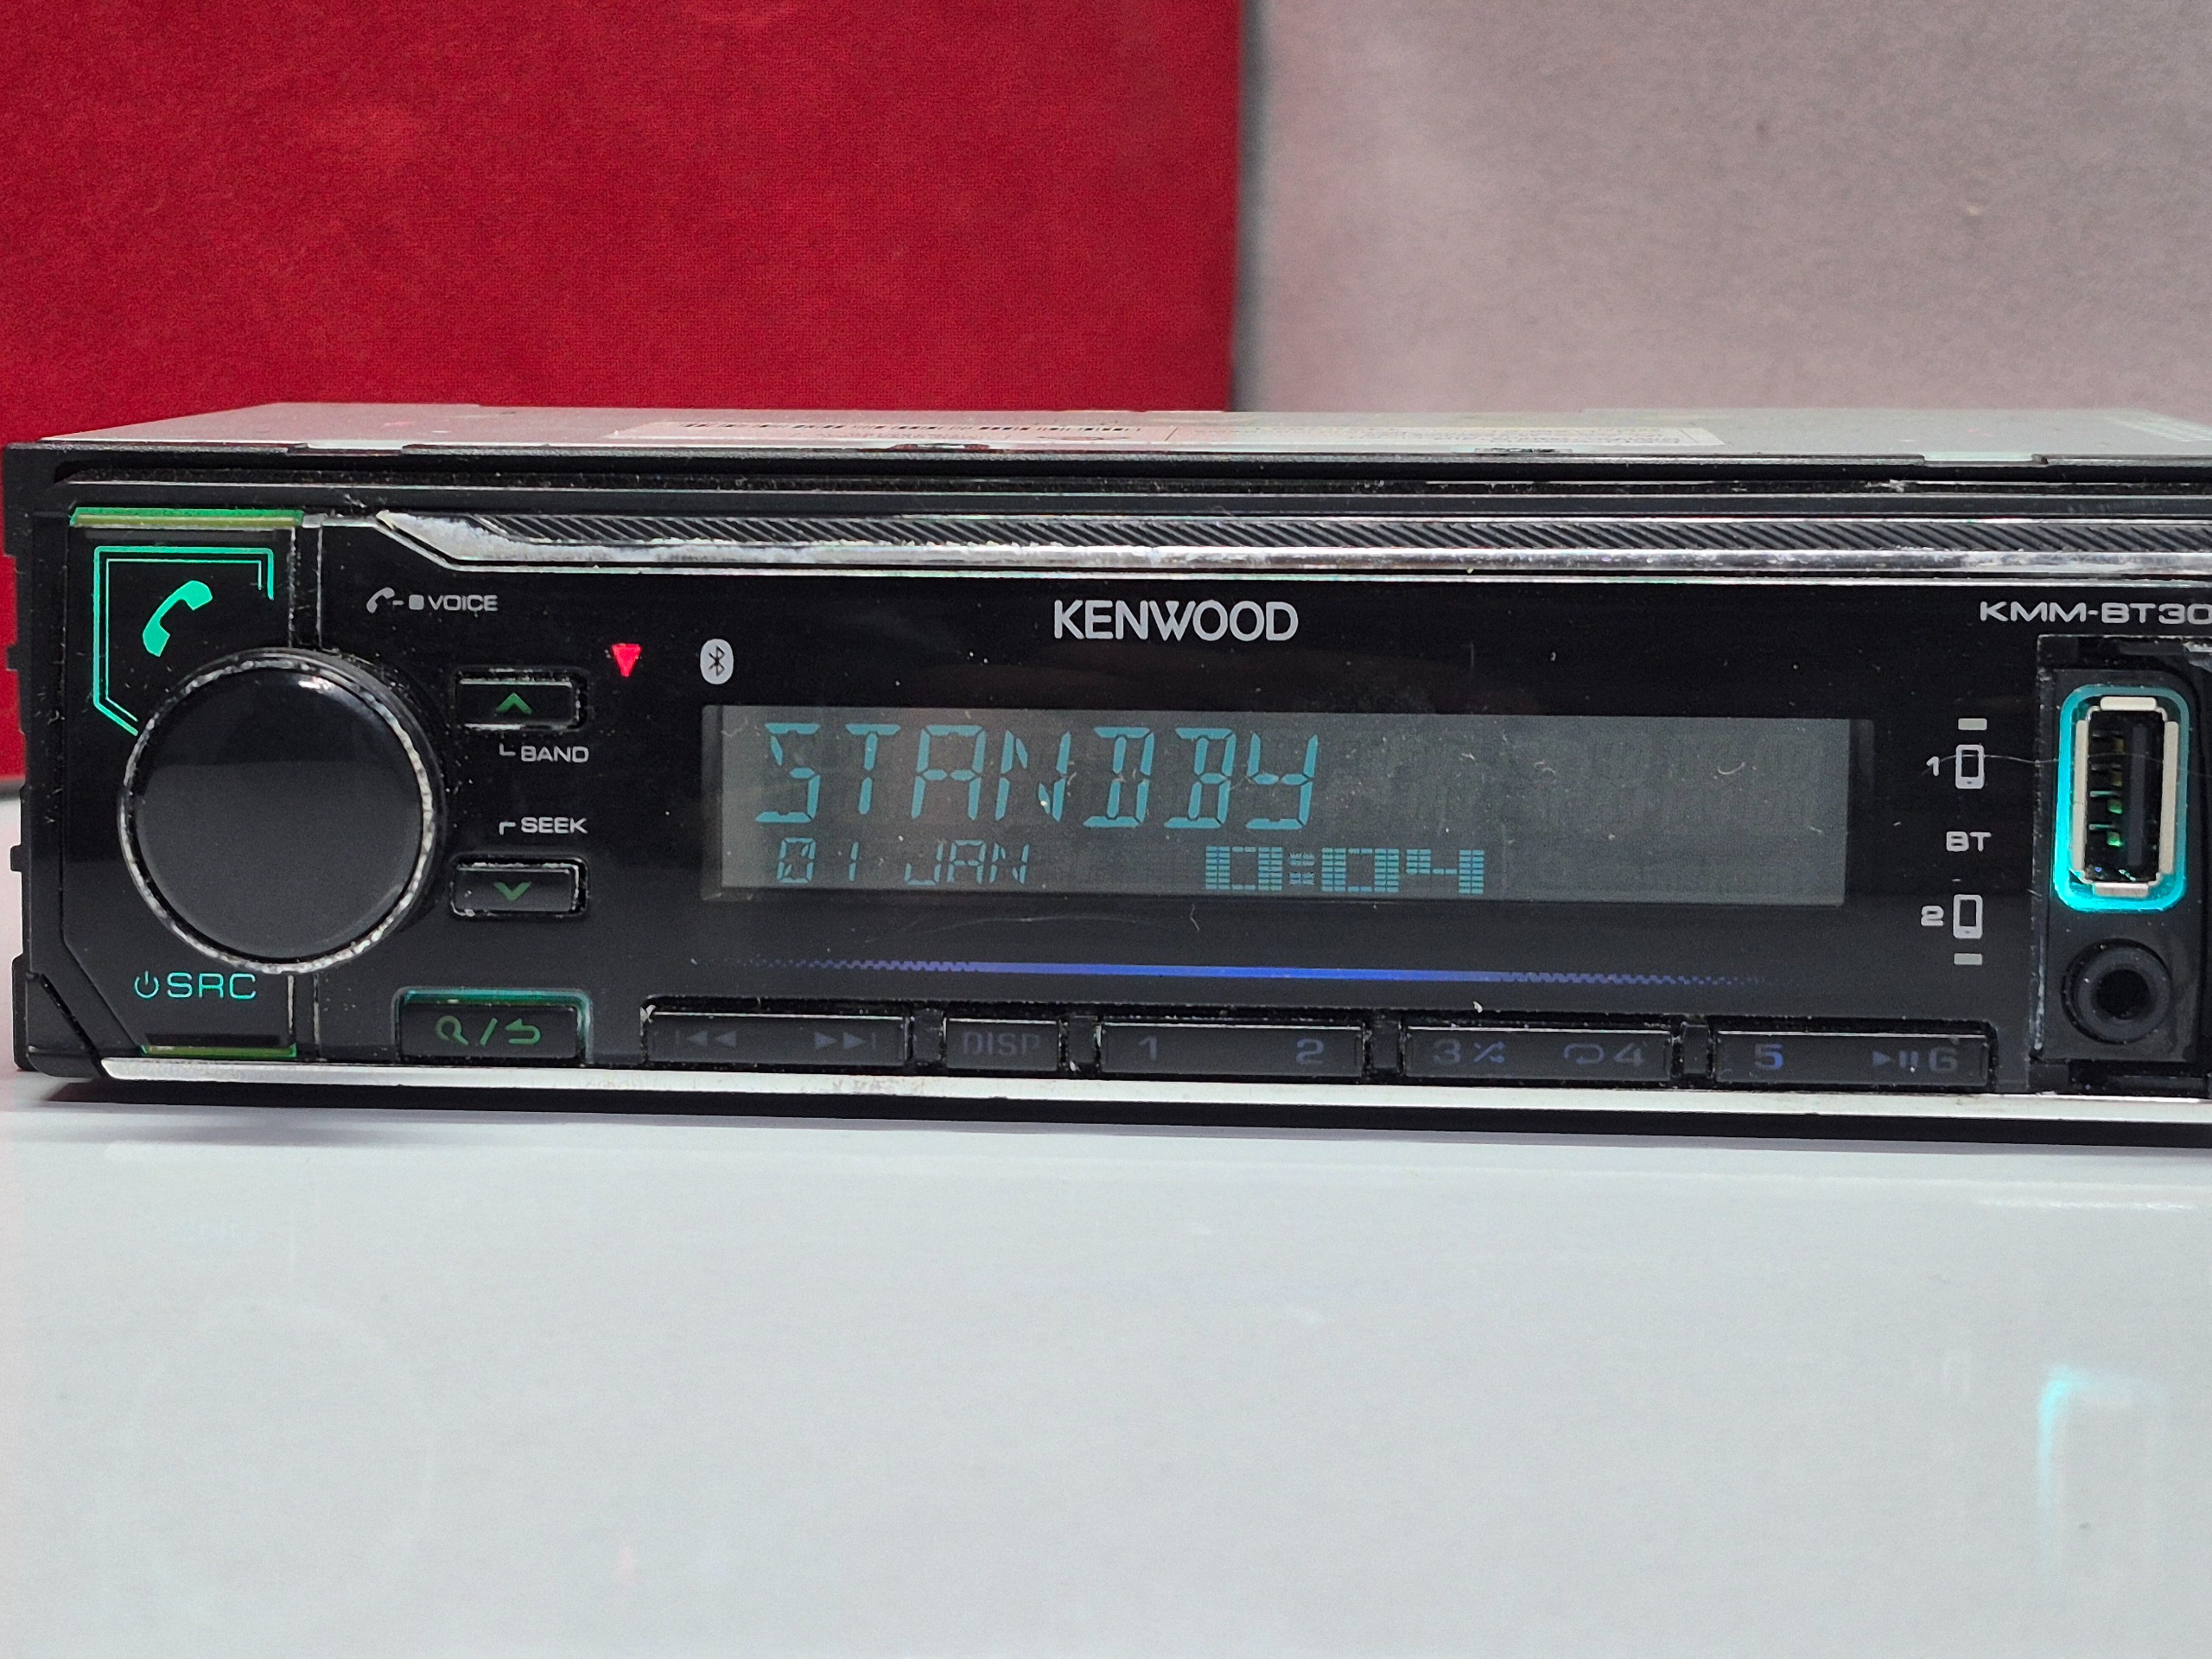 VOICE
KENWOOD
KMM-BT30
BAND
STANDBY
1
SEEK
BT
01 JAN 0:04
2
SRC
DISP 1 2 3 4 5 6